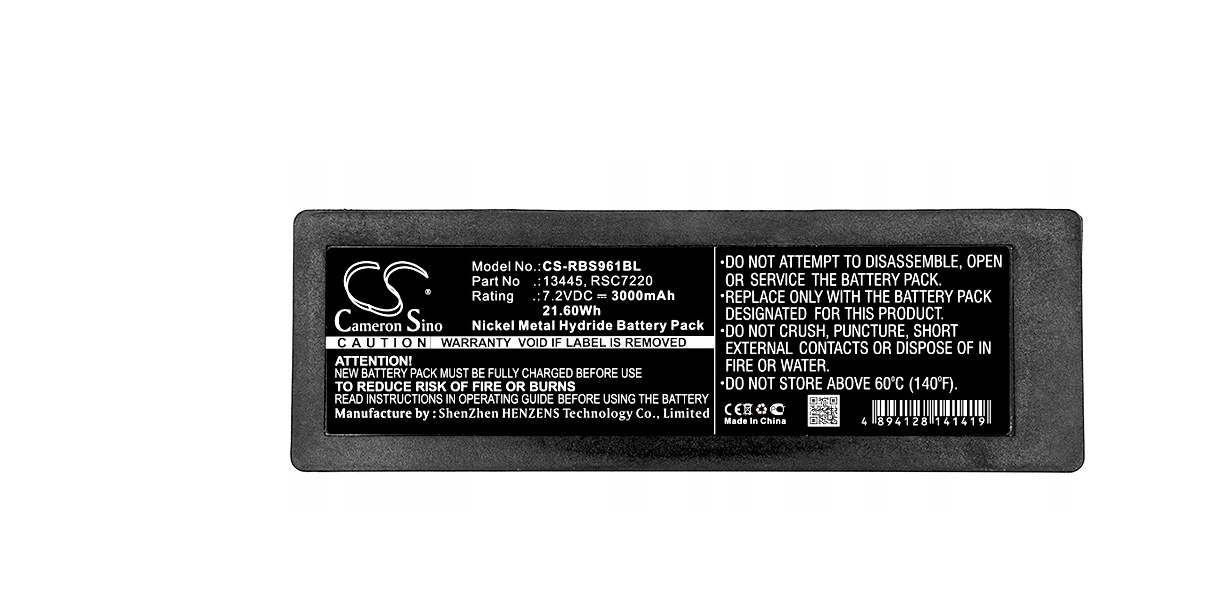 CS®
Cameron Sino
Model No.: CS-RBS961BL
Part No .: 13445, RSC7220
Rating .: 7.2VDC ⎓ 3000mAh
21.60Wh
Nickel Metal Hydride Battery Pack
CAUTION WARRANTY VOID IF LABEL IS REMOVED
ATTENTION!
NEW BATTERY PACK MUST BE FULLY CHARGED BEFORE USE
TO REDUCE RISK OF FIRE OR BURNS
READ INSTRUCTIONS IN OPERATING GUIDE BEFORE USING THE BATTERY
Manufacture by : ShenZhen HENZENS Technology Co., Limited
•DO NOT ATTEMPT TO DISASSEMBLE, OPEN
OR SERVICE THE BATTERY PACK.
•REPLACE ONLY WITH THE BATTERY PACK
DESIGNATED FOR THIS PRODUCT.
•DO NOT CRUSH, PUNCTURE, SHORT
EXTERNAL CONTACTS OR DISPOSE OF IN
FIRE OR WATER.
•DO NOT STORE ABOVE 60°C (140°F).
CE
Made In China
4 894128 141419